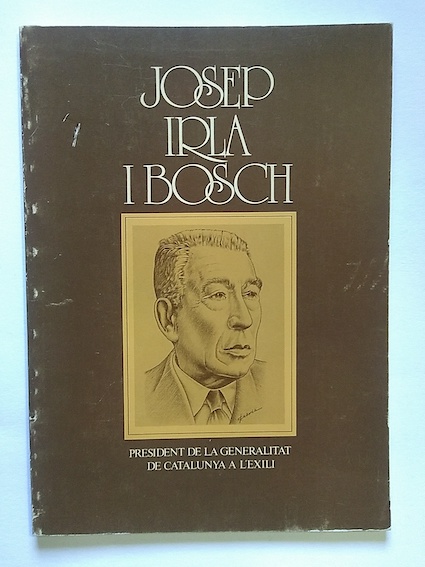 JOSEP
IRLA
I BOSCH
PRESIDENT DE LA GENERALITAT
DE CATALUNYA A L'EXILI